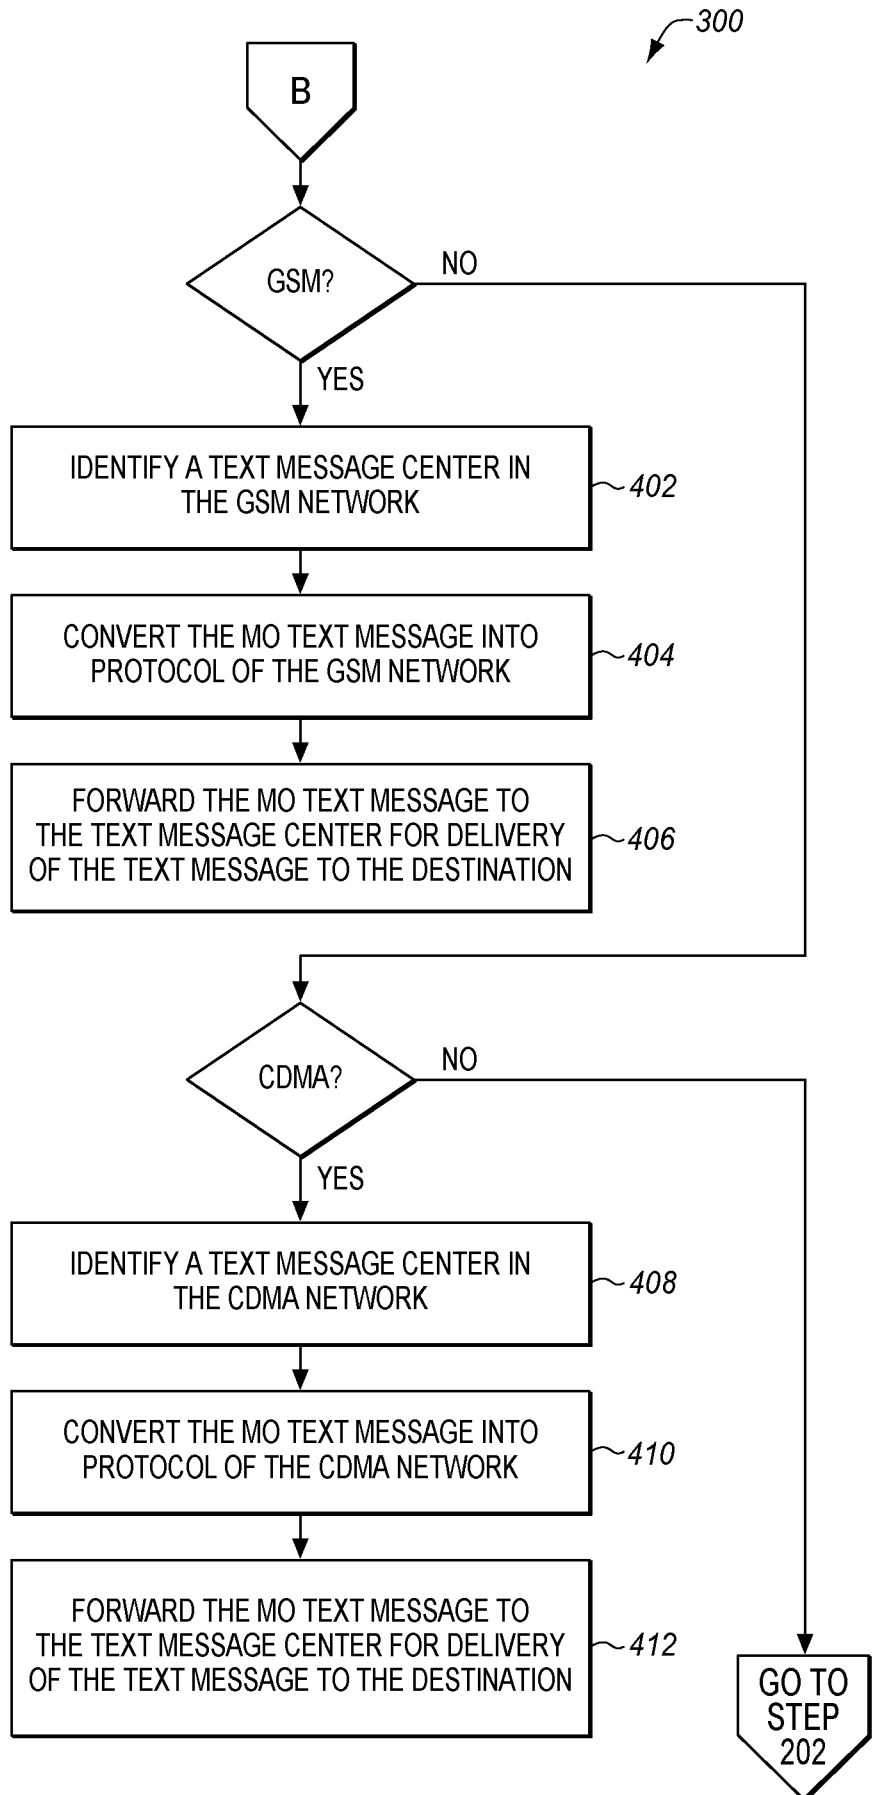 300
B
GSM?
NO
YES
IDENTIFY A TEXT MESSAGE CENTER IN
THE GSM NETWORK
402
CONVERT THE MO TEXT MESSAGE INTO
PROTOCOL OF THE GSM NETWORK
404
FORWARD THE MO TEXT MESSAGE TO
THE TEXT MESSAGE CENTER FOR DELIVERY
OF THE TEXT MESSAGE TO THE DESTINATION
406
CDMA?
NO
YES
IDENTIFY A TEXT MESSAGE CENTER IN
THE CDMA NETWORK
408
CONVERT THE MO TEXT MESSAGE INTO
PROTOCOL OF THE CDMA NETWORK
410
FORWARD THE MO TEXT MESSAGE TO
THE TEXT MESSAGE CENTER FOR DELIVERY
OF THE TEXT MESSAGE TO THE DESTINATION
412
GO TO
STEP
202